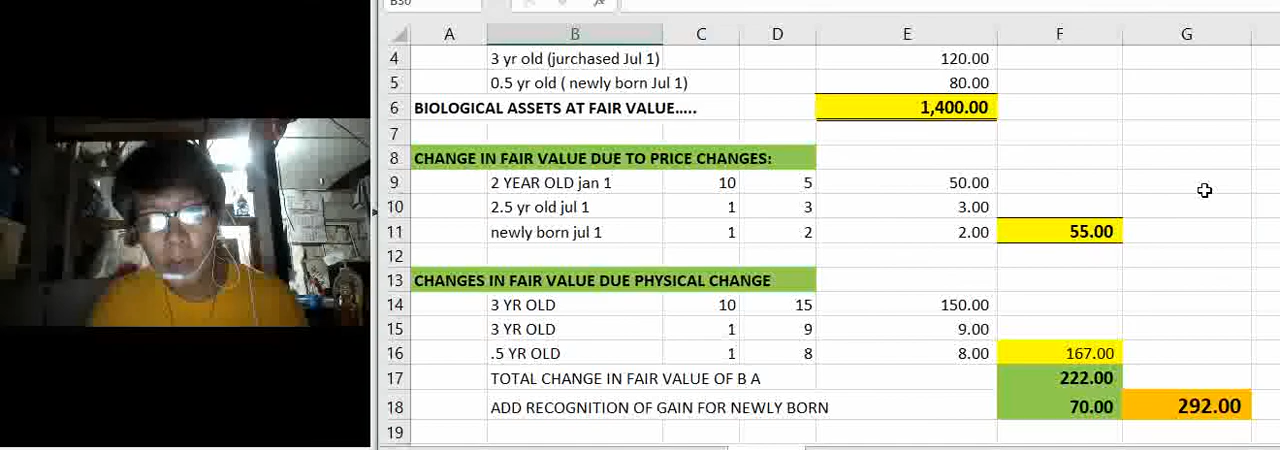 B30 fx
A B C D E F G
4 3 yr old (jurchased Jul 1) 120.00
5 0.5 yr old ( newly born Jul 1) 80.00
6 BIOLOGICAL ASSETS AT FAIR VALUE..... 1,400.00
7
8 CHANGE IN FAIR VALUE DUE TO PRICE CHANGES:
9 2 YEAR OLD jan 1 10 5 50.00
10 2.5 yr old jul 1 1 3 3.00
11 newly born jul 1 1 2 2.00 55.00
12
13 CHANGES IN FAIR VALUE DUE PHYSICAL CHANGE
14 3 YR OLD 10 15 150.00
15 3 YR OLD 1 9 9.00
16 .5 YR OLD 1 8 8.00 167.00
17 TOTAL CHANGE IN FAIR VALUE OF B A 222.00
18 ADD RECOGNITION OF GAIN FOR NEWLY BORN 70.00 292.00
19